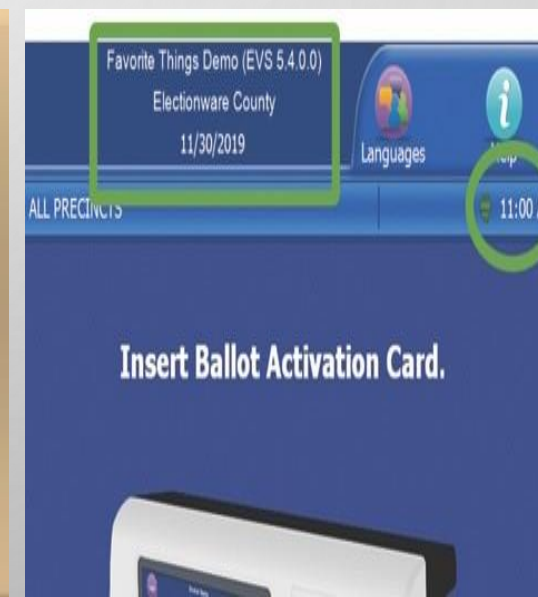 Favorite Things Demo (EVS 5.4.0.0)
Electionware County
11/30/2019
Languages
Help
ALL PRECINCTS
11:00
Insert Ballot Activation Card.